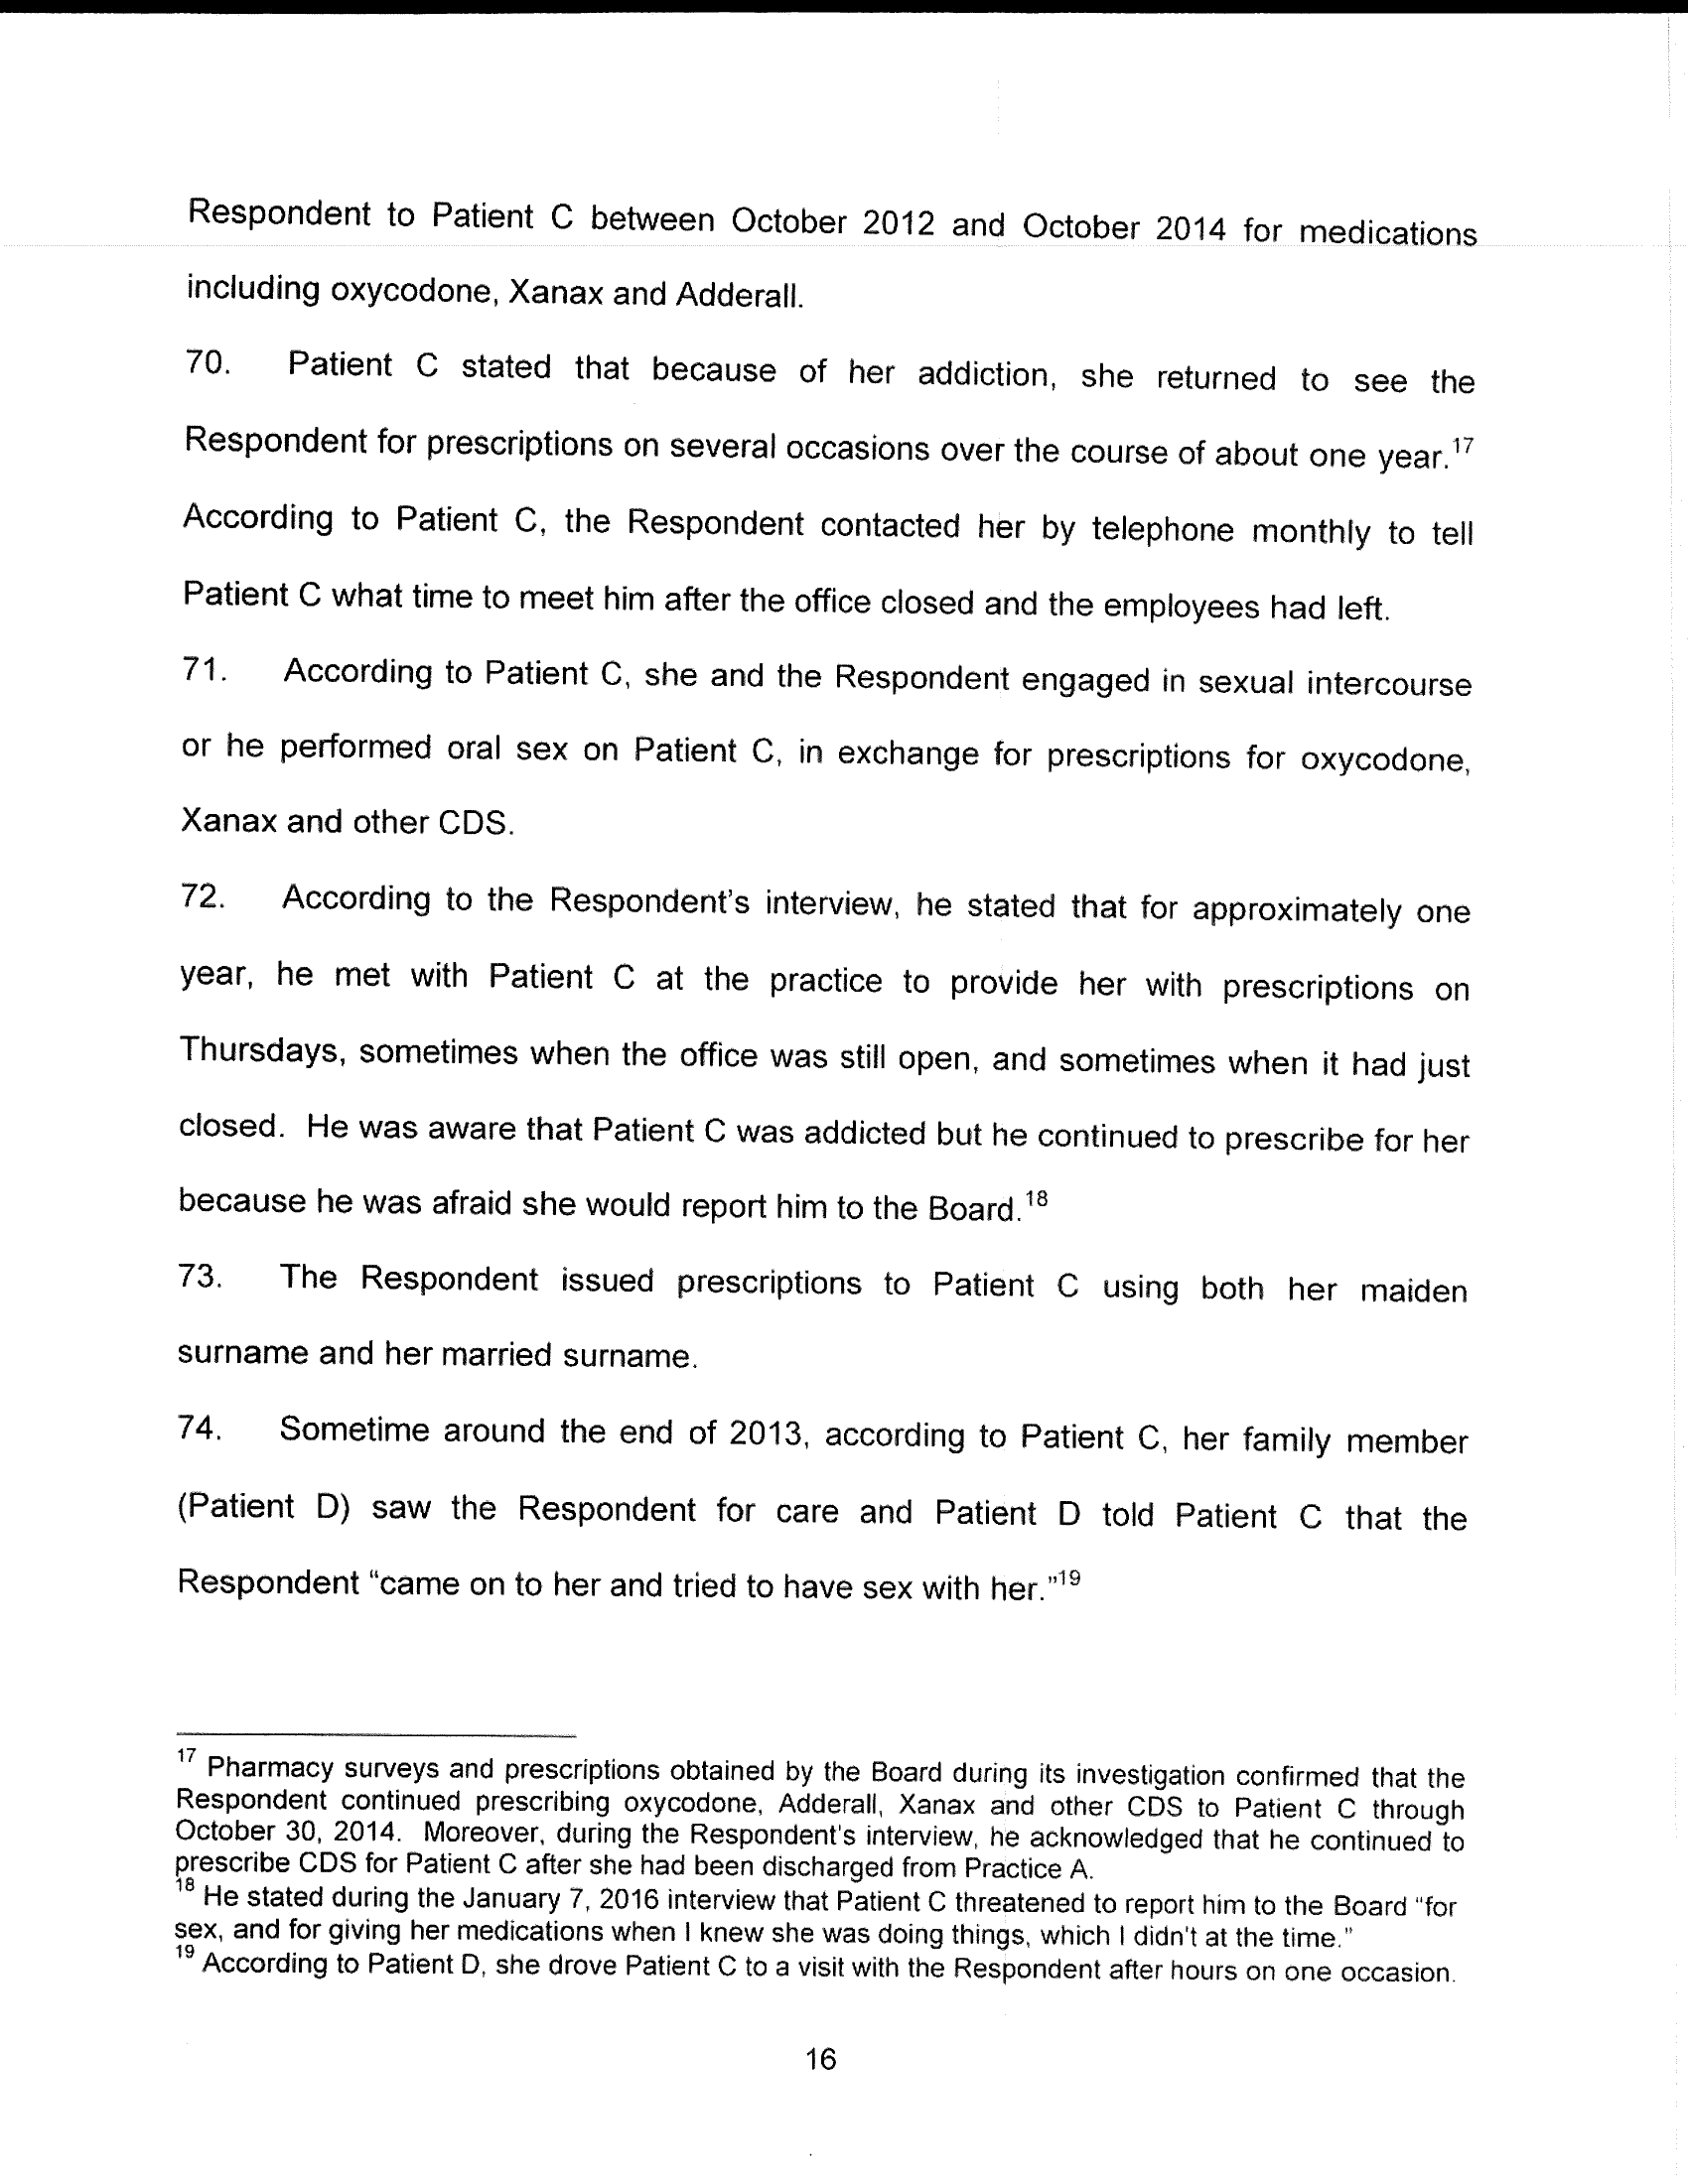 Respondent to Patient C between October 2012 and October 2014 for medications
including oxycodone, Xanax and Adderall.
70. Patient C stated that because of her addiction, she returned to see the
Respondent for prescriptions on several occasions over the course of about one year.17
According to Patient C, the Respondent contacted her by telephone monthly to tell
Patient C what time to meet him after the office closed and the employees had left.
71. According to Patient C, she and the Respondent engaged in sexual intercourse
or he performed oral sex on Patient C, in exchange for prescriptions for oxycodone,
Xanax and other CDS.
72. According to the Respondent's interview, he stated that for approximately one
year, he met with Patient C at the practice to provide her with prescriptions on
Thursdays, sometimes when the office was still open, and sometimes when it had just
closed. He was aware that Patient C was addicted but he continued to prescribe for her
because he was afraid she would report him to the Board.18
73. The Respondent issued prescriptions to Patient C using both her maiden
surname and her married surname.
74. Sometime around the end of 2013, according to Patient C, her family member
(Patient D) saw the Respondent for care and Patient D told Patient C that the
Respondent “came on to her and tried to have sex with her.”19
17 Pharmacy surveys and prescriptions obtained by the Board during its investigation confirmed that the
Respondent continued prescribing oxycodone, Adderall, Xanax and other CDS to Patient C through
October 30, 2014. Moreover, during the Respondent's interview, he acknowledged that he continued to
prescribe CDS for Patient C after she had been discharged from Practice A.
18 He stated during the January 7, 2016 interview that Patient C threatened to report him to the Board “for
sex, and for giving her medications when I knew she was doing things, which I didn't at the time.”
19 According to Patient D, she drove Patient C to a visit with the Respondent after hours on one occasion.
16